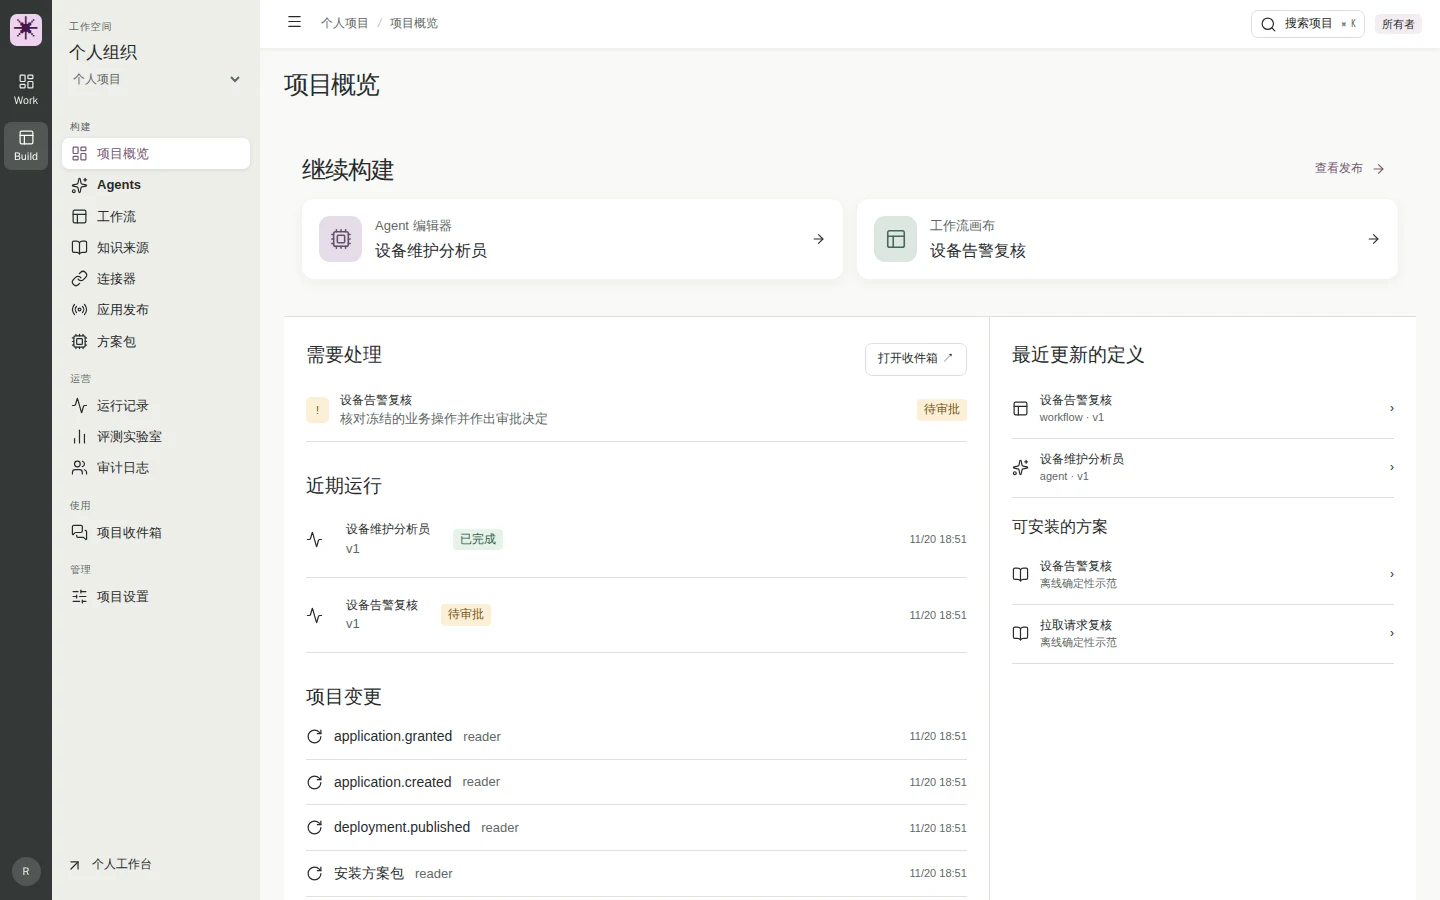 Work
Build
R
工作空间
个人组织
个人项目
构建
项目概览
Agents
工作流
知识来源
连接器
应用发布
方案包
运营
运行记录
评测实验室
审计日志
使用
项目收件箱
管理
项目设置
个人工作台
个人项目 / 项目概览
搜索项目 ⌘ K
所有者
项目概览
继续构建
查看发布 →
Agent 编辑器
设备维护分析员
工作流画布
设备告警复核
需要处理
打开收件箱 ↗
!
设备告警复核
核对冻结的业务操作并作出审批决定
待审批
近期运行
设备维护分析员
v1
已完成
11/20 18:51
设备告警复核
v1
待审批
11/20 18:51
项目变更
application.granted reader 11/20 18:51
application.created reader 11/20 18:51
deployment.published reader 11/20 18:51
安装方案包 reader 11/20 18:51
最近更新的定义
设备告警复核
workflow · v1
设备维护分析员
agent · v1
可安装的方案
设备告警复核
离线确定性示范
拉取请求复核
离线确定性示范